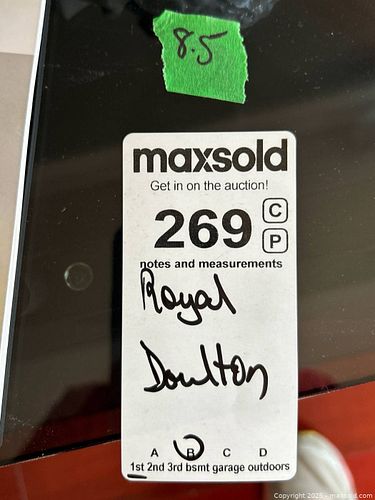 8.5
maxsold
Get in on the auction!
269 C
P
notes and measurements
Royal
Doulton
A B C D
1st 2nd 3rd bsmt garage outdoors
Copyright 2025 - maxsold.com